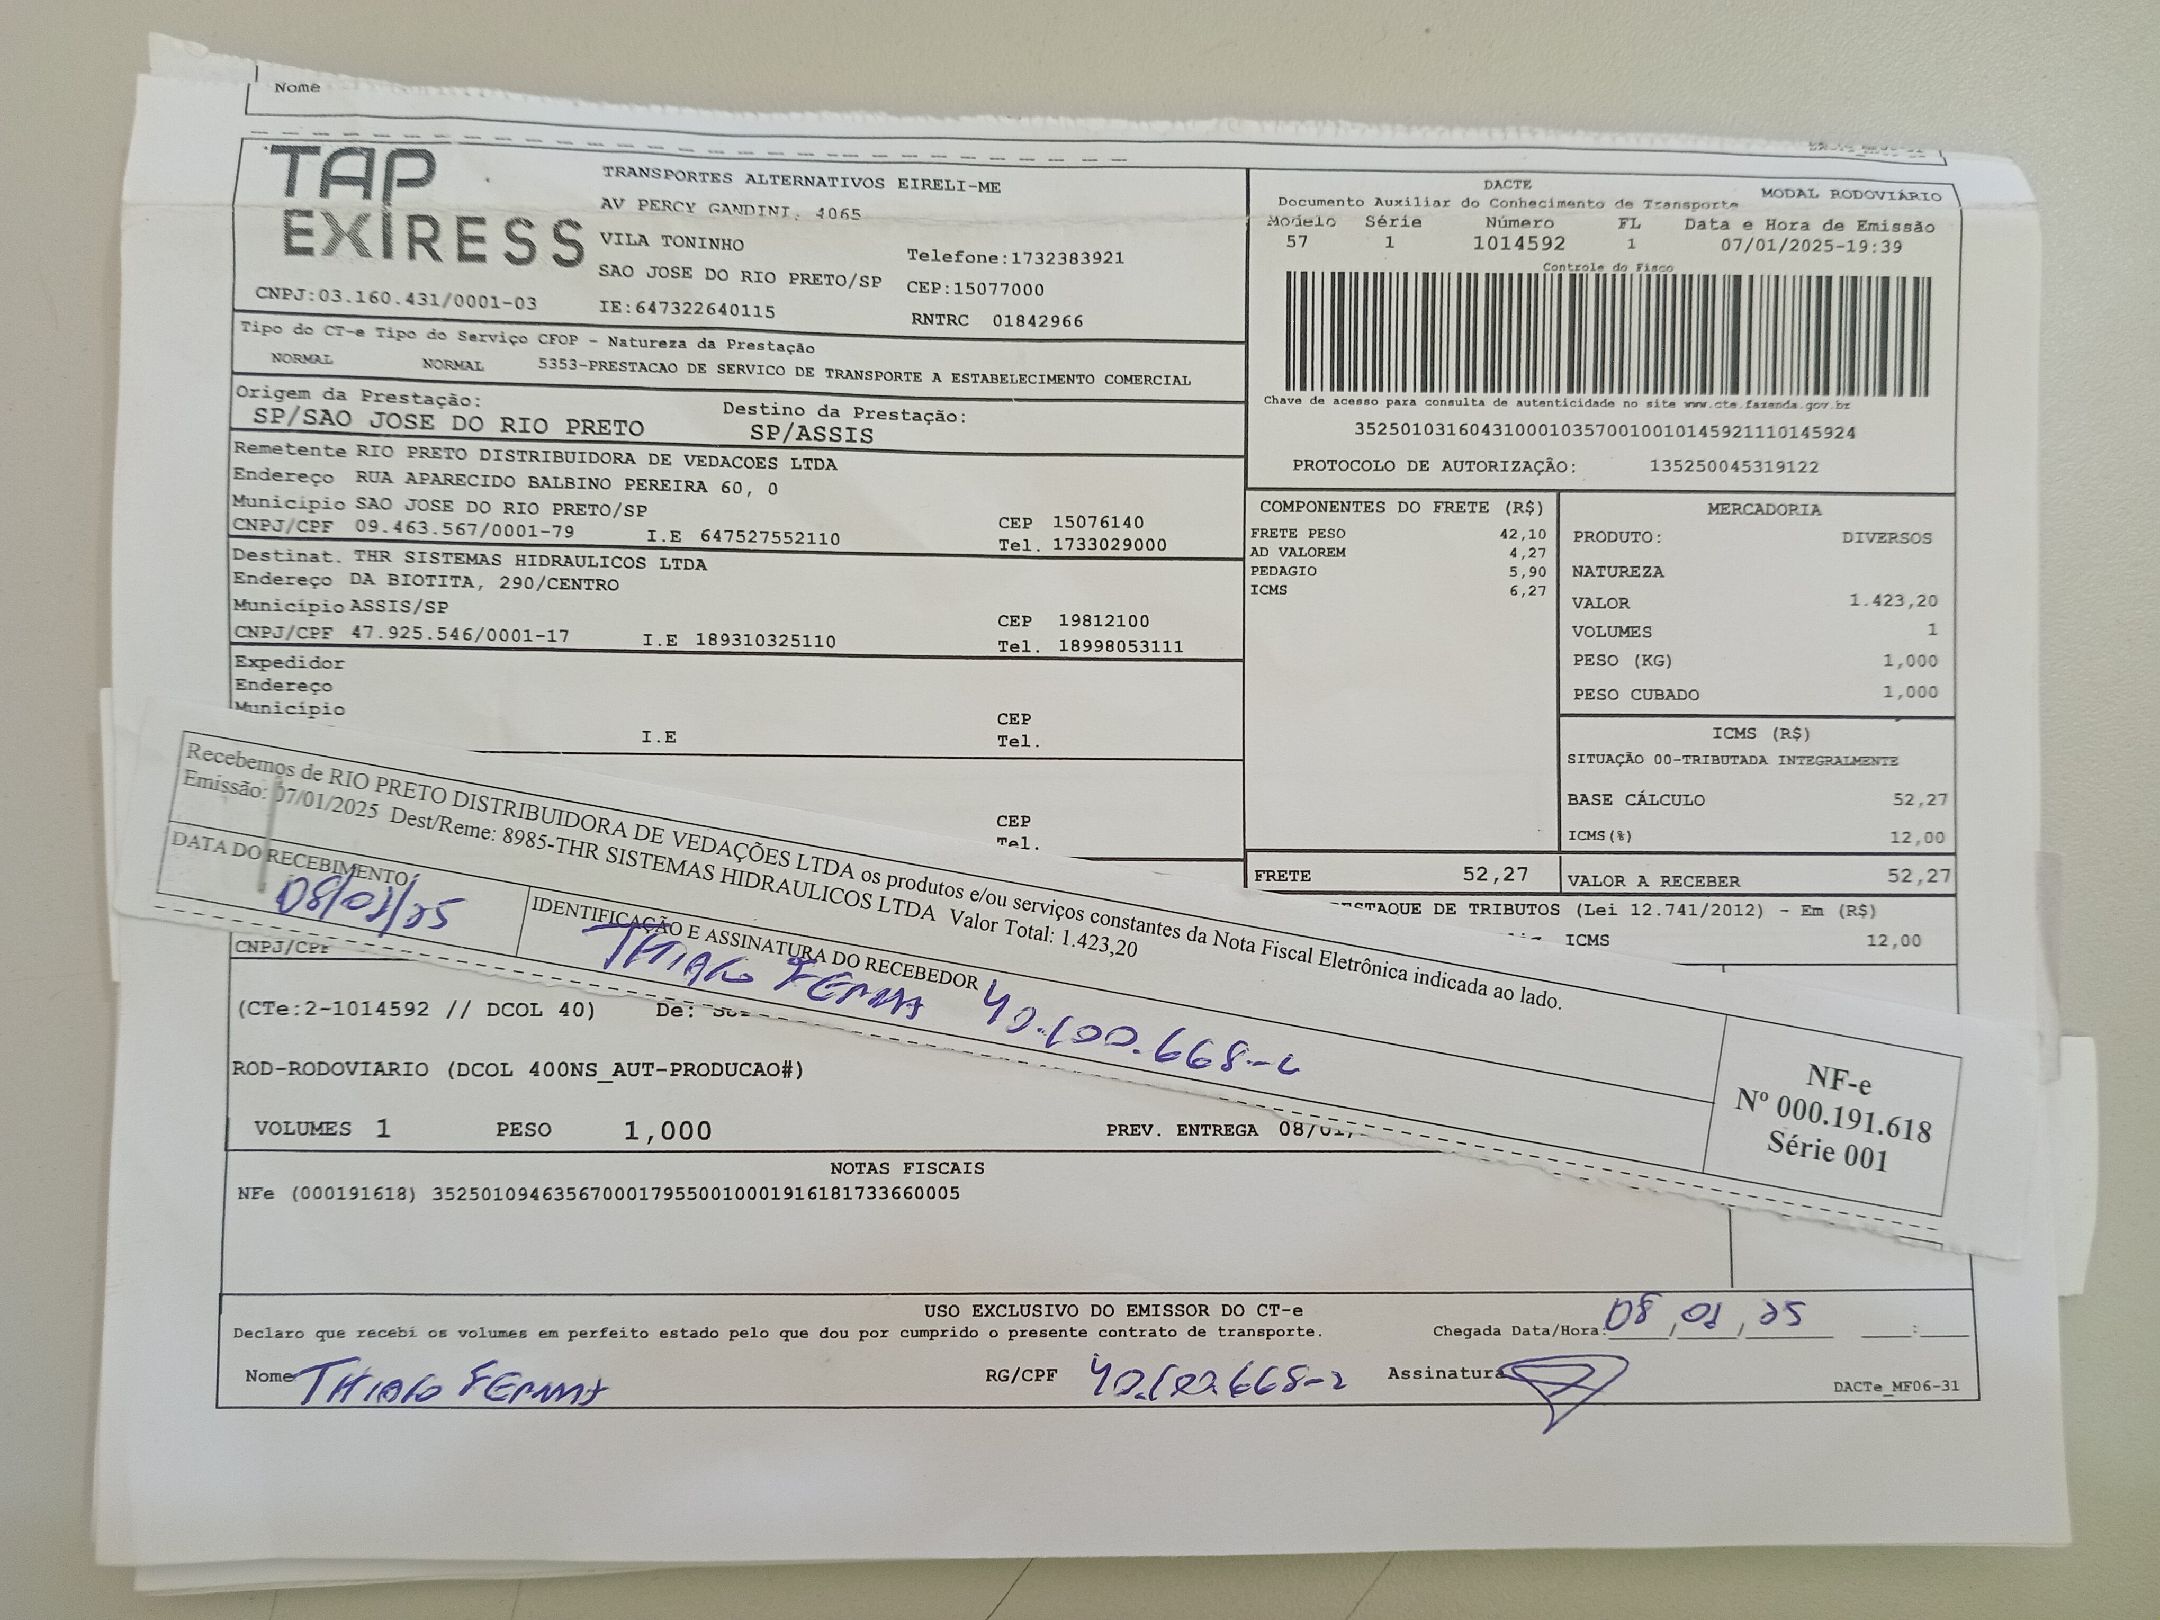 Nome
TAP
EXIRESS
CNPJ:03.160.431/0001-03
TRANSPORTES ALTERNATIVOS EIRELI-ME
AV PERCY GANDINI, 4065
VILA TONINHO
SAO JOSE DO RIO PRETO/SP
IE:647322640115
Telefone:1732383921
CEP:15077000
RNTRC 01842966
DACTE
MODAL RODOVIÁRIO
Documento Auxiliar do Conhecimento de Transporte
Modelo Série Número FL Data e Hora de Emissão
57 1 1014592 1 07/01/2025-19:39
Controle do Fisco
Chave de acesso para consulta de autenticidade no site www.cte.fazenda.gov.br
35250103160431000103570010010145921110145924
PROTOCOLO DE AUTORIZAÇÃO: 135250045319122
Tipo do CT-e Tipo do Serviço CFOP - Natureza da Prestação
NORMAL NORMAL 5353-PRESTACAO DE SERVICO DE TRANSPORTE A ESTABELECIMENTO COMERCIAL
Origem da Prestação: Destino da Prestação:
SP/SAO JOSE DO RIO PRETO SP/ASSIS
Remetente RIO PRETO DISTRIBUIDORA DE VEDACOES LTDA
Endereço RUA APARECIDO BALBINO PEREIRA 60, 0
Município SAO JOSE DO RIO PRETO/SP CEP 15076140
CNPJ/CPF 09.463.567/0001-79 I.E 647527552110 Tel. 1733029000
Destinat. THR SISTEMAS HIDRAULICOS LTDA
Endereço DA BIOTITA, 290/CENTRO
Município ASSIS/SP CEP 19812100
CNPJ/CPF 47.925.546/0001-17 I.E 189310325110 Tel. 18998053111
Expedidor
Endereço
Município CEP
I.E Tel.
CEP
Tel.
COMPONENTES DO FRETE (R$)
FRETE PESO 42,10
AD VALOREM 4,27
PEDAGIO 5,90
ICMS 6,27
MERCADORIA
PRODUTO: DIVERSOS
NATUREZA
VALOR 1.423,20
VOLUMES 1
PESO (KG) 1,000
PESO CUBADO 1,000
ICMS (R$)
SITUAÇÃO 00-TRIBUTADA INTEGRALMENTE
BASE CÁLCULO 52,27
ICMS(%) 12,00
FRETE 52,27 VALOR A RECEBER 52,27
DE TRIBUTOS (Lei 12.741/2012) - Em (R$)
ICMS 12,00
Recebemos de RIO PRETO DISTRIBUIDORA DE VEDAÇÕES LTDA os produtos e/ou serviços constantes da Nota Fiscal Eletrônica indicada ao lado.
Emissão: 07/01/2025 Dest/Reme: 8985-THR SISTEMAS HIDRAULICOS LTDA Valor Total: 1.423,20
DATA DO RECEBIMENTO
08/01/25
IDENTIFICAÇÃO E ASSINATURA DO RECEBEDOR
THIAGO
NF-e
Nº 000.191.618
Série 001
CNPJ/CPF
(CTe:2-1014592 // DCOL 40) De:
ROD-RODOVIARIO (DCOL 400NS_AUT-PRODUCAO#)
VOLUMES 1 PESO 1,000 PREV. ENTREGA 08/01/
NOTAS FISCAIS
NFe (000191618) 35250109463567000179550010001916181733660005
USO EXCLUSIVO DO EMISSOR DO CT-e
Declaro que recebi os volumes em perfeito estado pelo que dou por cumprido o presente contrato de transporte. Chegada Data/Hora: 08/01/25 :
Nome THIAGO RG/CPF Assinatura
DACTe_MF06-31